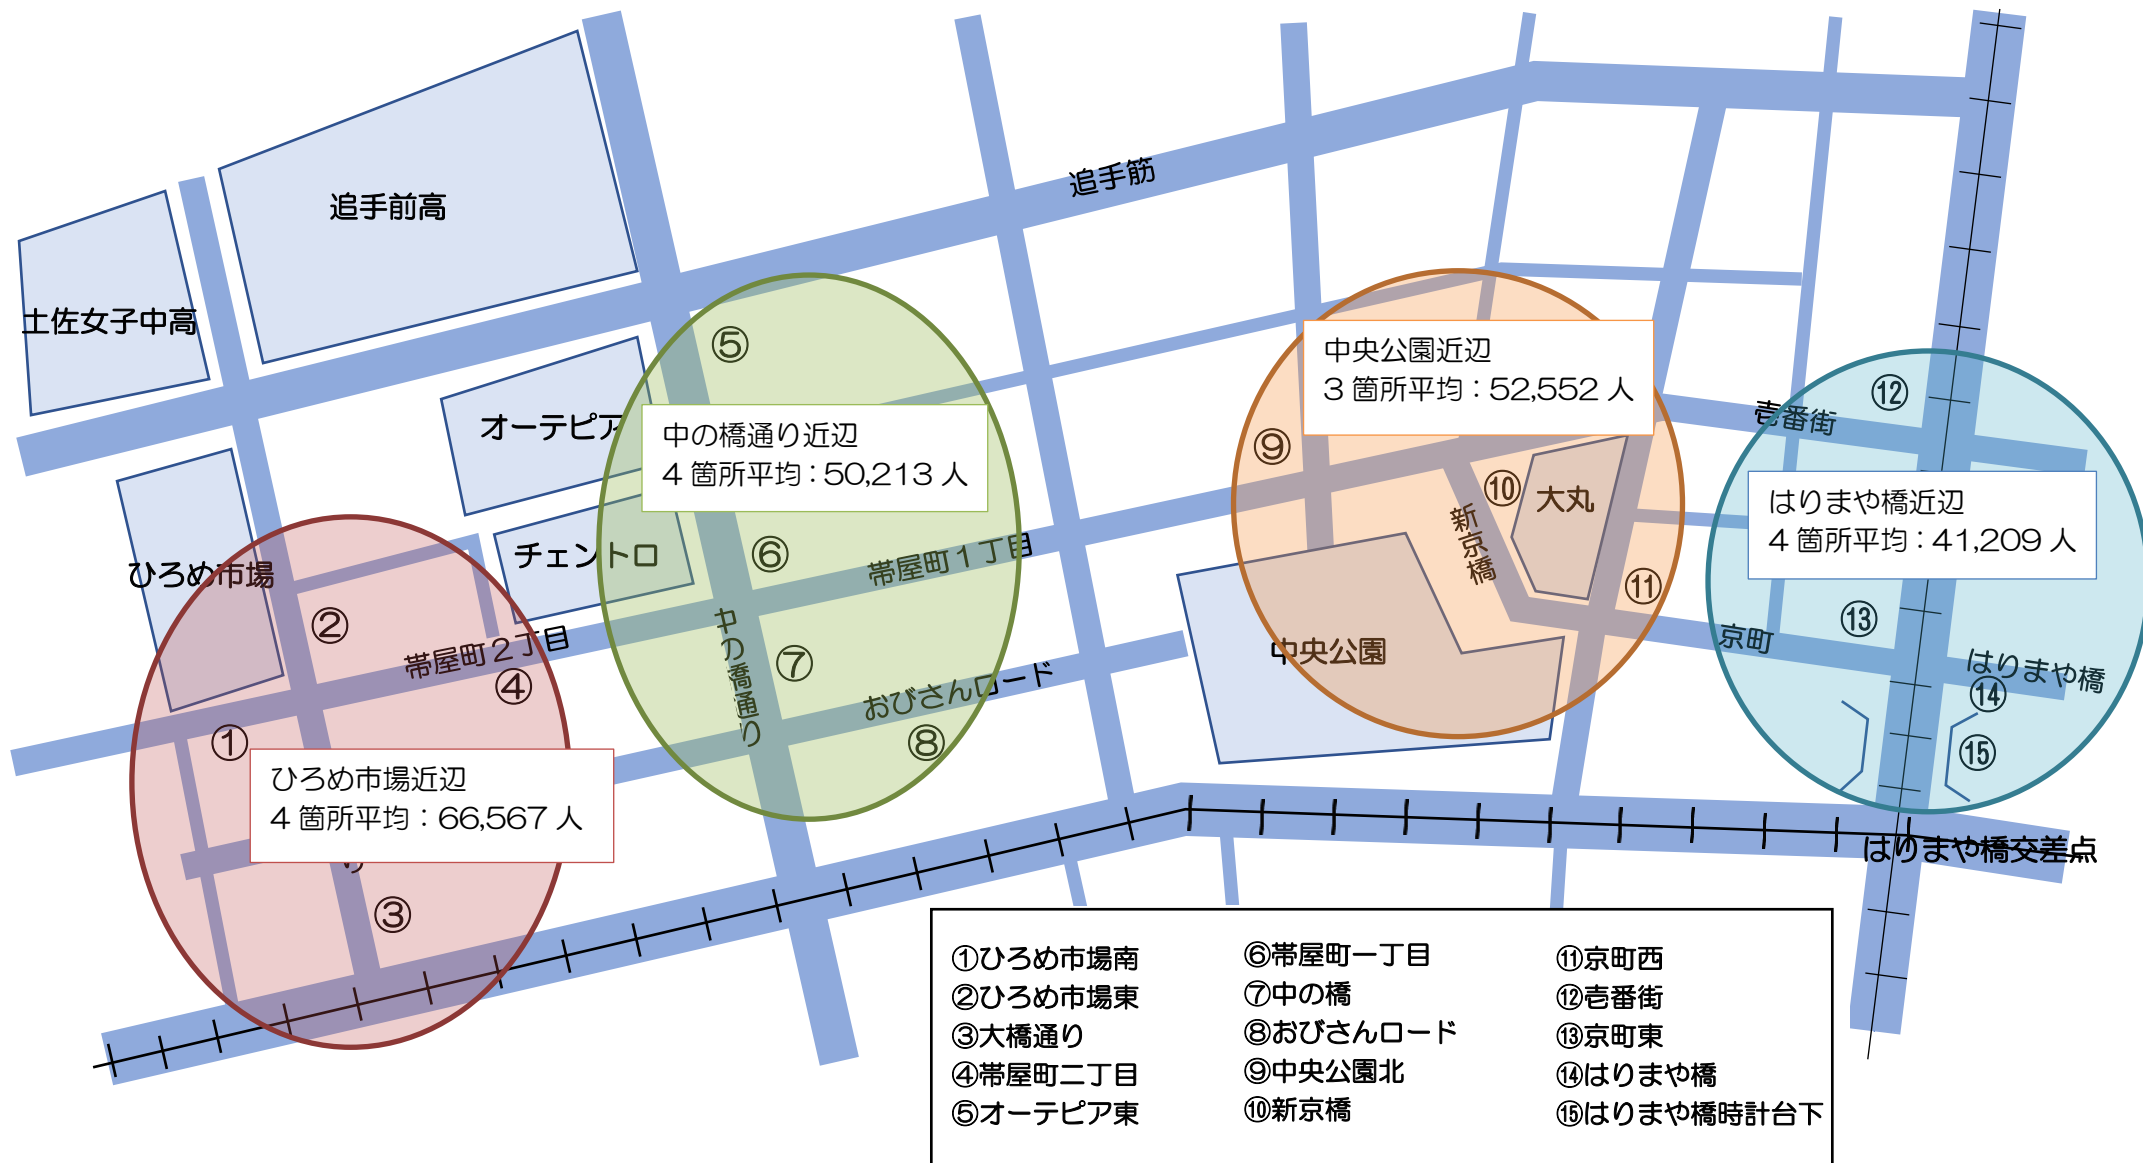 追手前高
追手筋
土佐女子中高
⑤
中央公園近辺
3 箇所平均：52,552 人
⑫
壱番街
オーテピア
中の橋通り近辺
4 箇所平均：50,213 人
⑨
⑩
大丸
はりまや橋近辺
4 箇所平均：41,209 人
新京橋
チェントロ
⑥
帯屋町１丁目
ひろめ市場
⑪
⑬
②
帯屋町２丁目
④
中の橋通り
⑦
おびさんロード
⑧
中央公園
京町
はりまや橋
⑭
⑮
①
ひろめ市場近辺
4 箇所平均：66,567 人
り
③
はりまや橋交差点
①ひろめ市場南
②ひろめ市場東
③大橋通り
④帯屋町二丁目
⑤オーテピア東
⑥帯屋町一丁目
⑦中の橋
⑧おびさんロード
⑨中央公園北
⑩新京橋
⑪京町西
⑫壱番街
⑬京町東
⑭はりまや橋
⑮はりまや橋時計台下